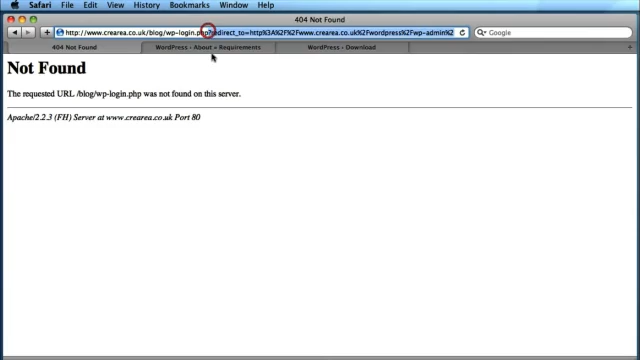 Safari File Edit View History Bookmarks Window Help
404 Not Found
http://www.crearea.co.uk/blog/wp-login.php?redirect_to=http%3A%2F%2Fwww.crearea.co.uk%2Fwordpress%2Fwp-admin%2
Google
404 Not Found WordPress › About » Requirements WordPress › Download
Not Found
The requested URL /blog/wp-login.php was not found on this server.
Apache/2.2.3 (FH) Server at www.crearea.co.uk Port 80